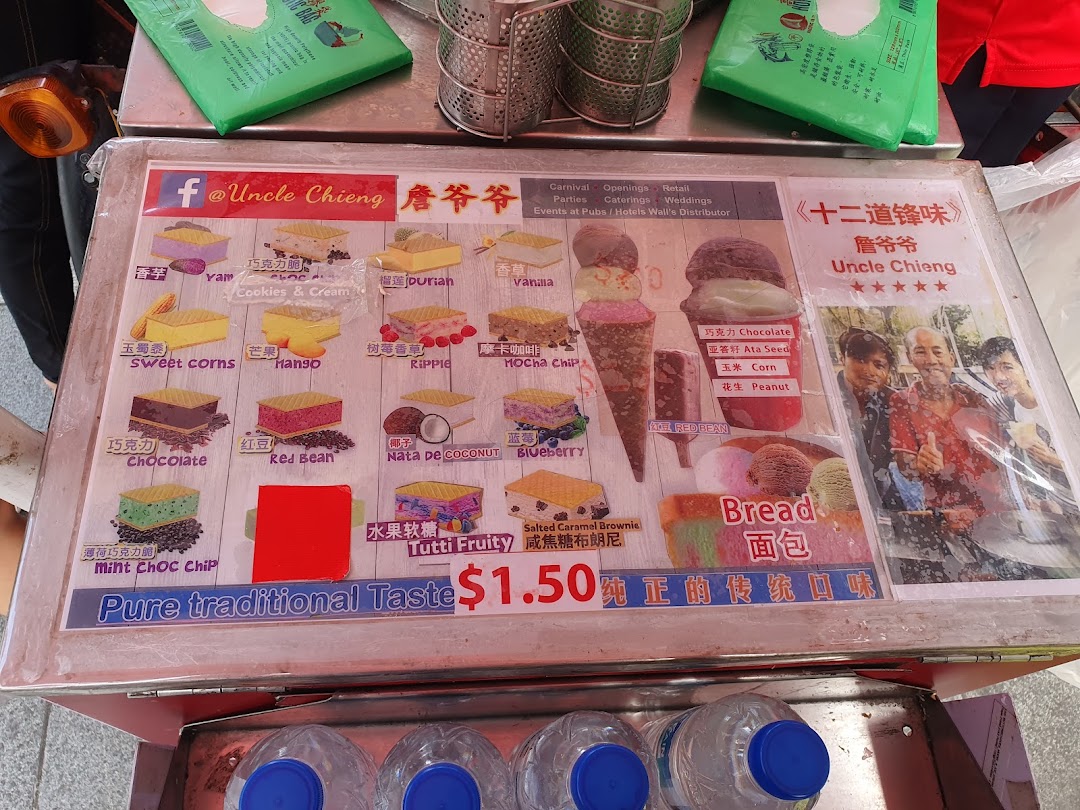 f @Uncle Chieng
詹爷爷
Carnival Openings Retail
Parties Caterings Weddings
Events at Pubs / Hotels Wall's Distributor
《十二道锋味》
詹爷爷
Uncle Chieng
★★★★★
香芋 Yam
巧克力脆
Cookies & Cream
榴莲 Durian
香草 Vanilla
玉蜀黍 Sweet Corns
芒果 Mango
树莓香草 Ripple
摩卡咖啡 Mocha Chip
巧克力 Chocolate
红豆 Red Bean
椰子 Nata De COCONUT
蓝莓 Blueberry
薄荷巧克力脆
Mint Choc Chip
水果软糖
Tutti Fruity
Salted Caramel Brownie
咸焦糖布朗尼
巧克力 Chocolate
亚答籽 Ata Seed
玉米 Corn
花生 Peanut
红豆 RED BEAN
Bread
面包
Pure traditional Taste
$1.50
纯正的传统口味